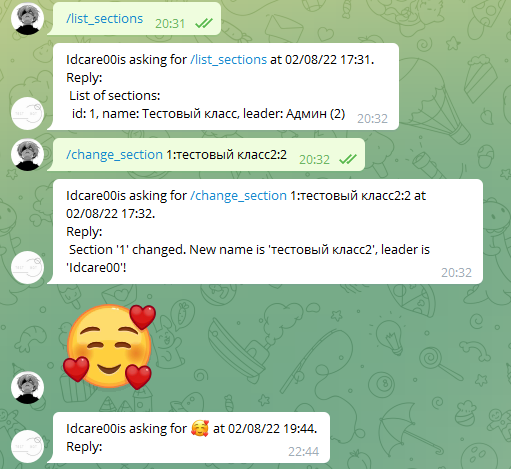 /list_sections
20:31
Idcare00is asking for /list_sections at 02/08/22 17:31.
Reply:
List of sections:
id: 1, name: Тестовый класс, leader: Админ (2)
20:32
/change_section 1:тестовый класс2:2
20:32
Idcare00is asking for /change_section 1:тестовый класс2:2 at
02/08/22 17:32.
Reply:
Section '1' changed. New name is 'тестовый класс2', leader is
'Idcare00'!
20:32
Idcare00is asking for 🥰 at 02/08/22 19:44.
Reply:
22:44